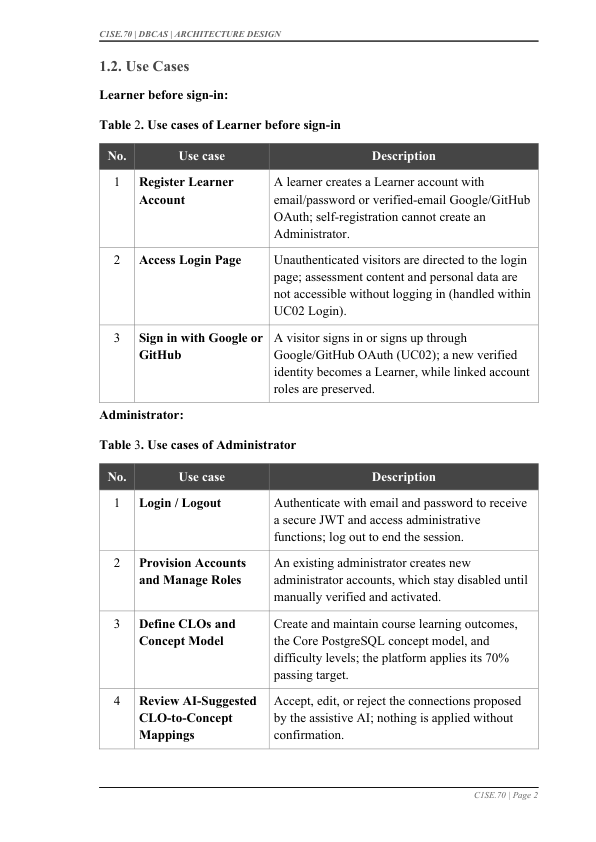 C1SE.70 | DBCAS | ARCHITECTURE DESIGN
1.2. Use Cases
Learner before sign-in:
Table 2. Use cases of Learner before sign-in
No. Use case Description
1 Register Learner Account A learner creates a Learner account with
email/password or verified-email Google/GitHub
OAuth; self-registration cannot create an
Administrator.
2 Access Login Page Unauthenticated visitors are directed to the login
page; assessment content and personal data are
not accessible without logging in (handled within
UC02 Login).
3 Sign in with Google or GitHub A visitor signs in or signs up through
Google/GitHub OAuth (UC02); a new verified
identity becomes a Learner, while linked account
roles are preserved.
Administrator:
Table 3. Use cases of Administrator
No. Use case Description
1 Login / Logout Authenticate with email and password to receive
a secure JWT and access administrative
functions; log out to end the session.
2 Provision Accounts and Manage Roles An existing administrator creates new
administrator accounts, which stay disabled until
manually verified and activated.
3 Define CLOs and Concept Model Create and maintain course learning outcomes,
the Core PostgreSQL concept model, and
difficulty levels; the platform applies its 70%
passing target.
4 Review AI-Suggested CLO-to-Concept Mappings Accept, edit, or reject the connections proposed
by the assistive AI; nothing is applied without
confirmation.
C1SE.70 | Page 2